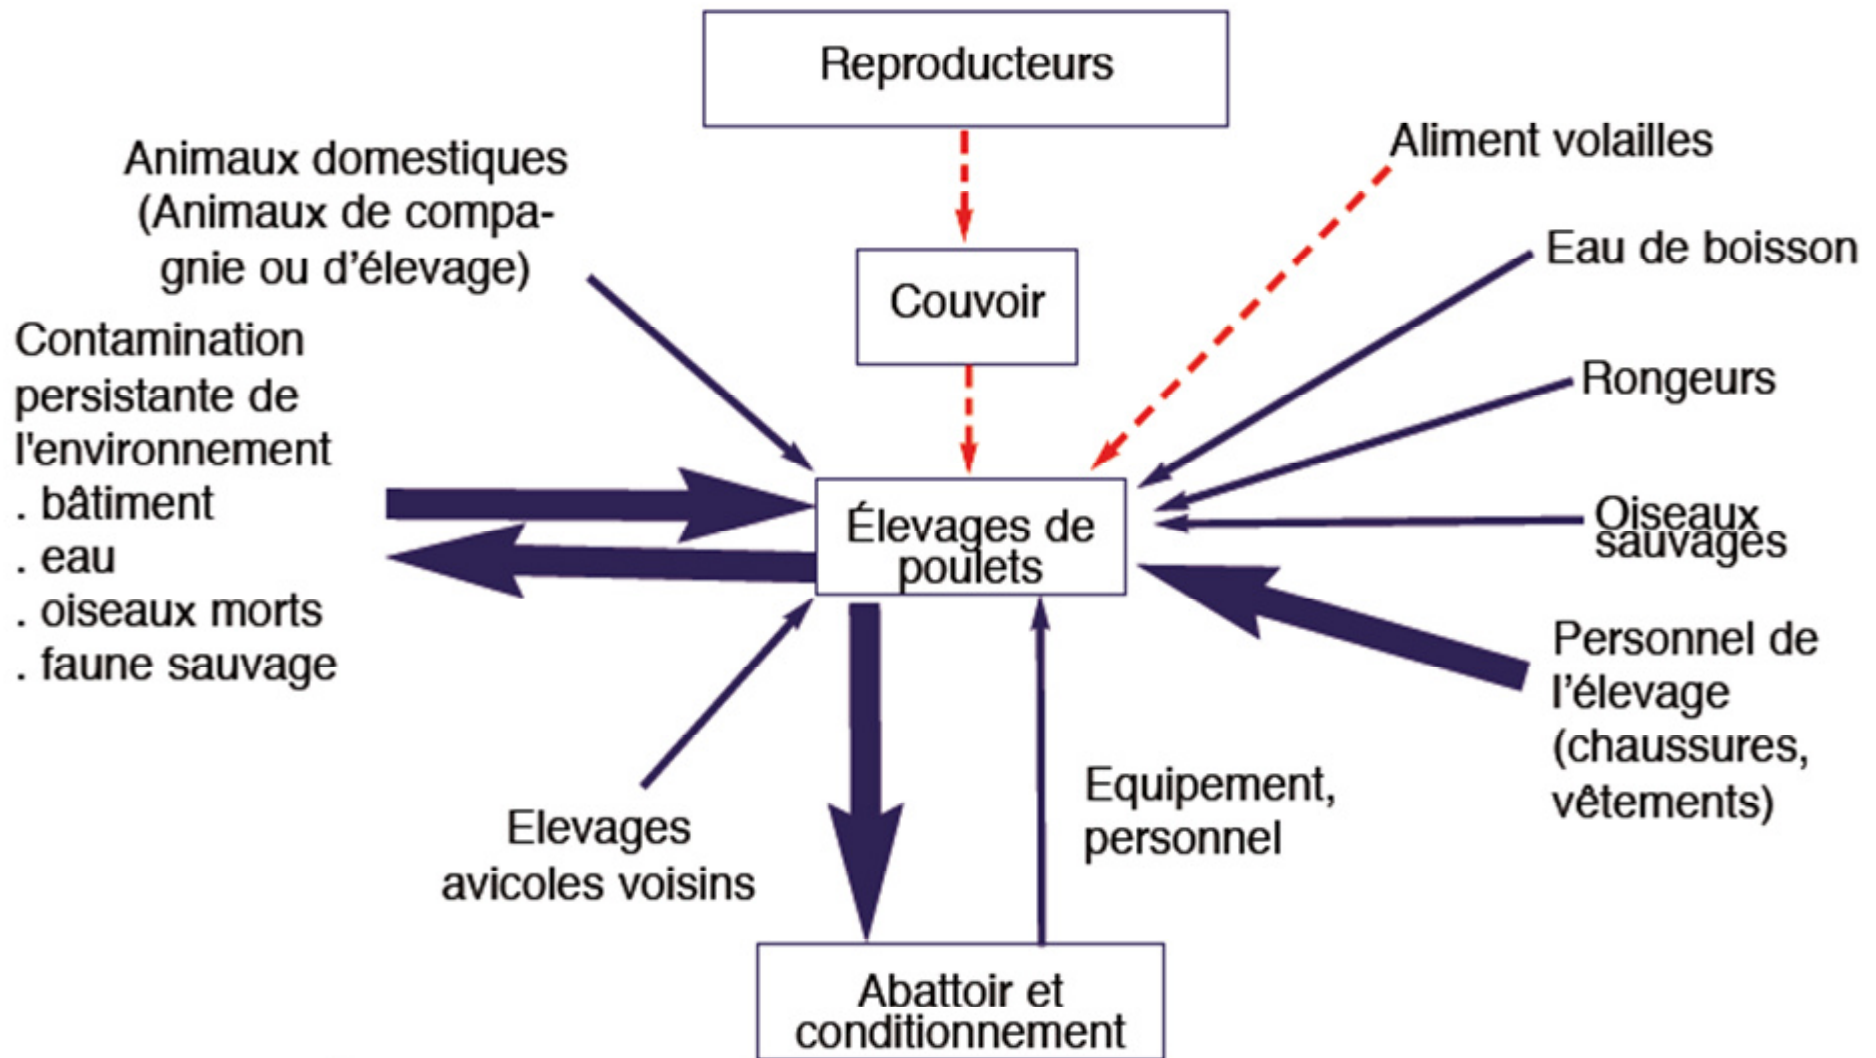 Reproducteurs
Animaux domestiques
(Animaux de compa-
gnie ou d'élevage)
Aliment volailles
Eau de boisson
Couvoir
Contamination
persistante de
l'environnement
. bâtiment
. eau
. oiseaux morts
. faune sauvage
Rongeurs
Élevages de
poulets
Oiseaux
sauvages
Personnel de
l'élevage
(chaussures,
vêtements)
Elevages
avicoles voisins
Equipement,
personnel
Abattoir et
conditionnement